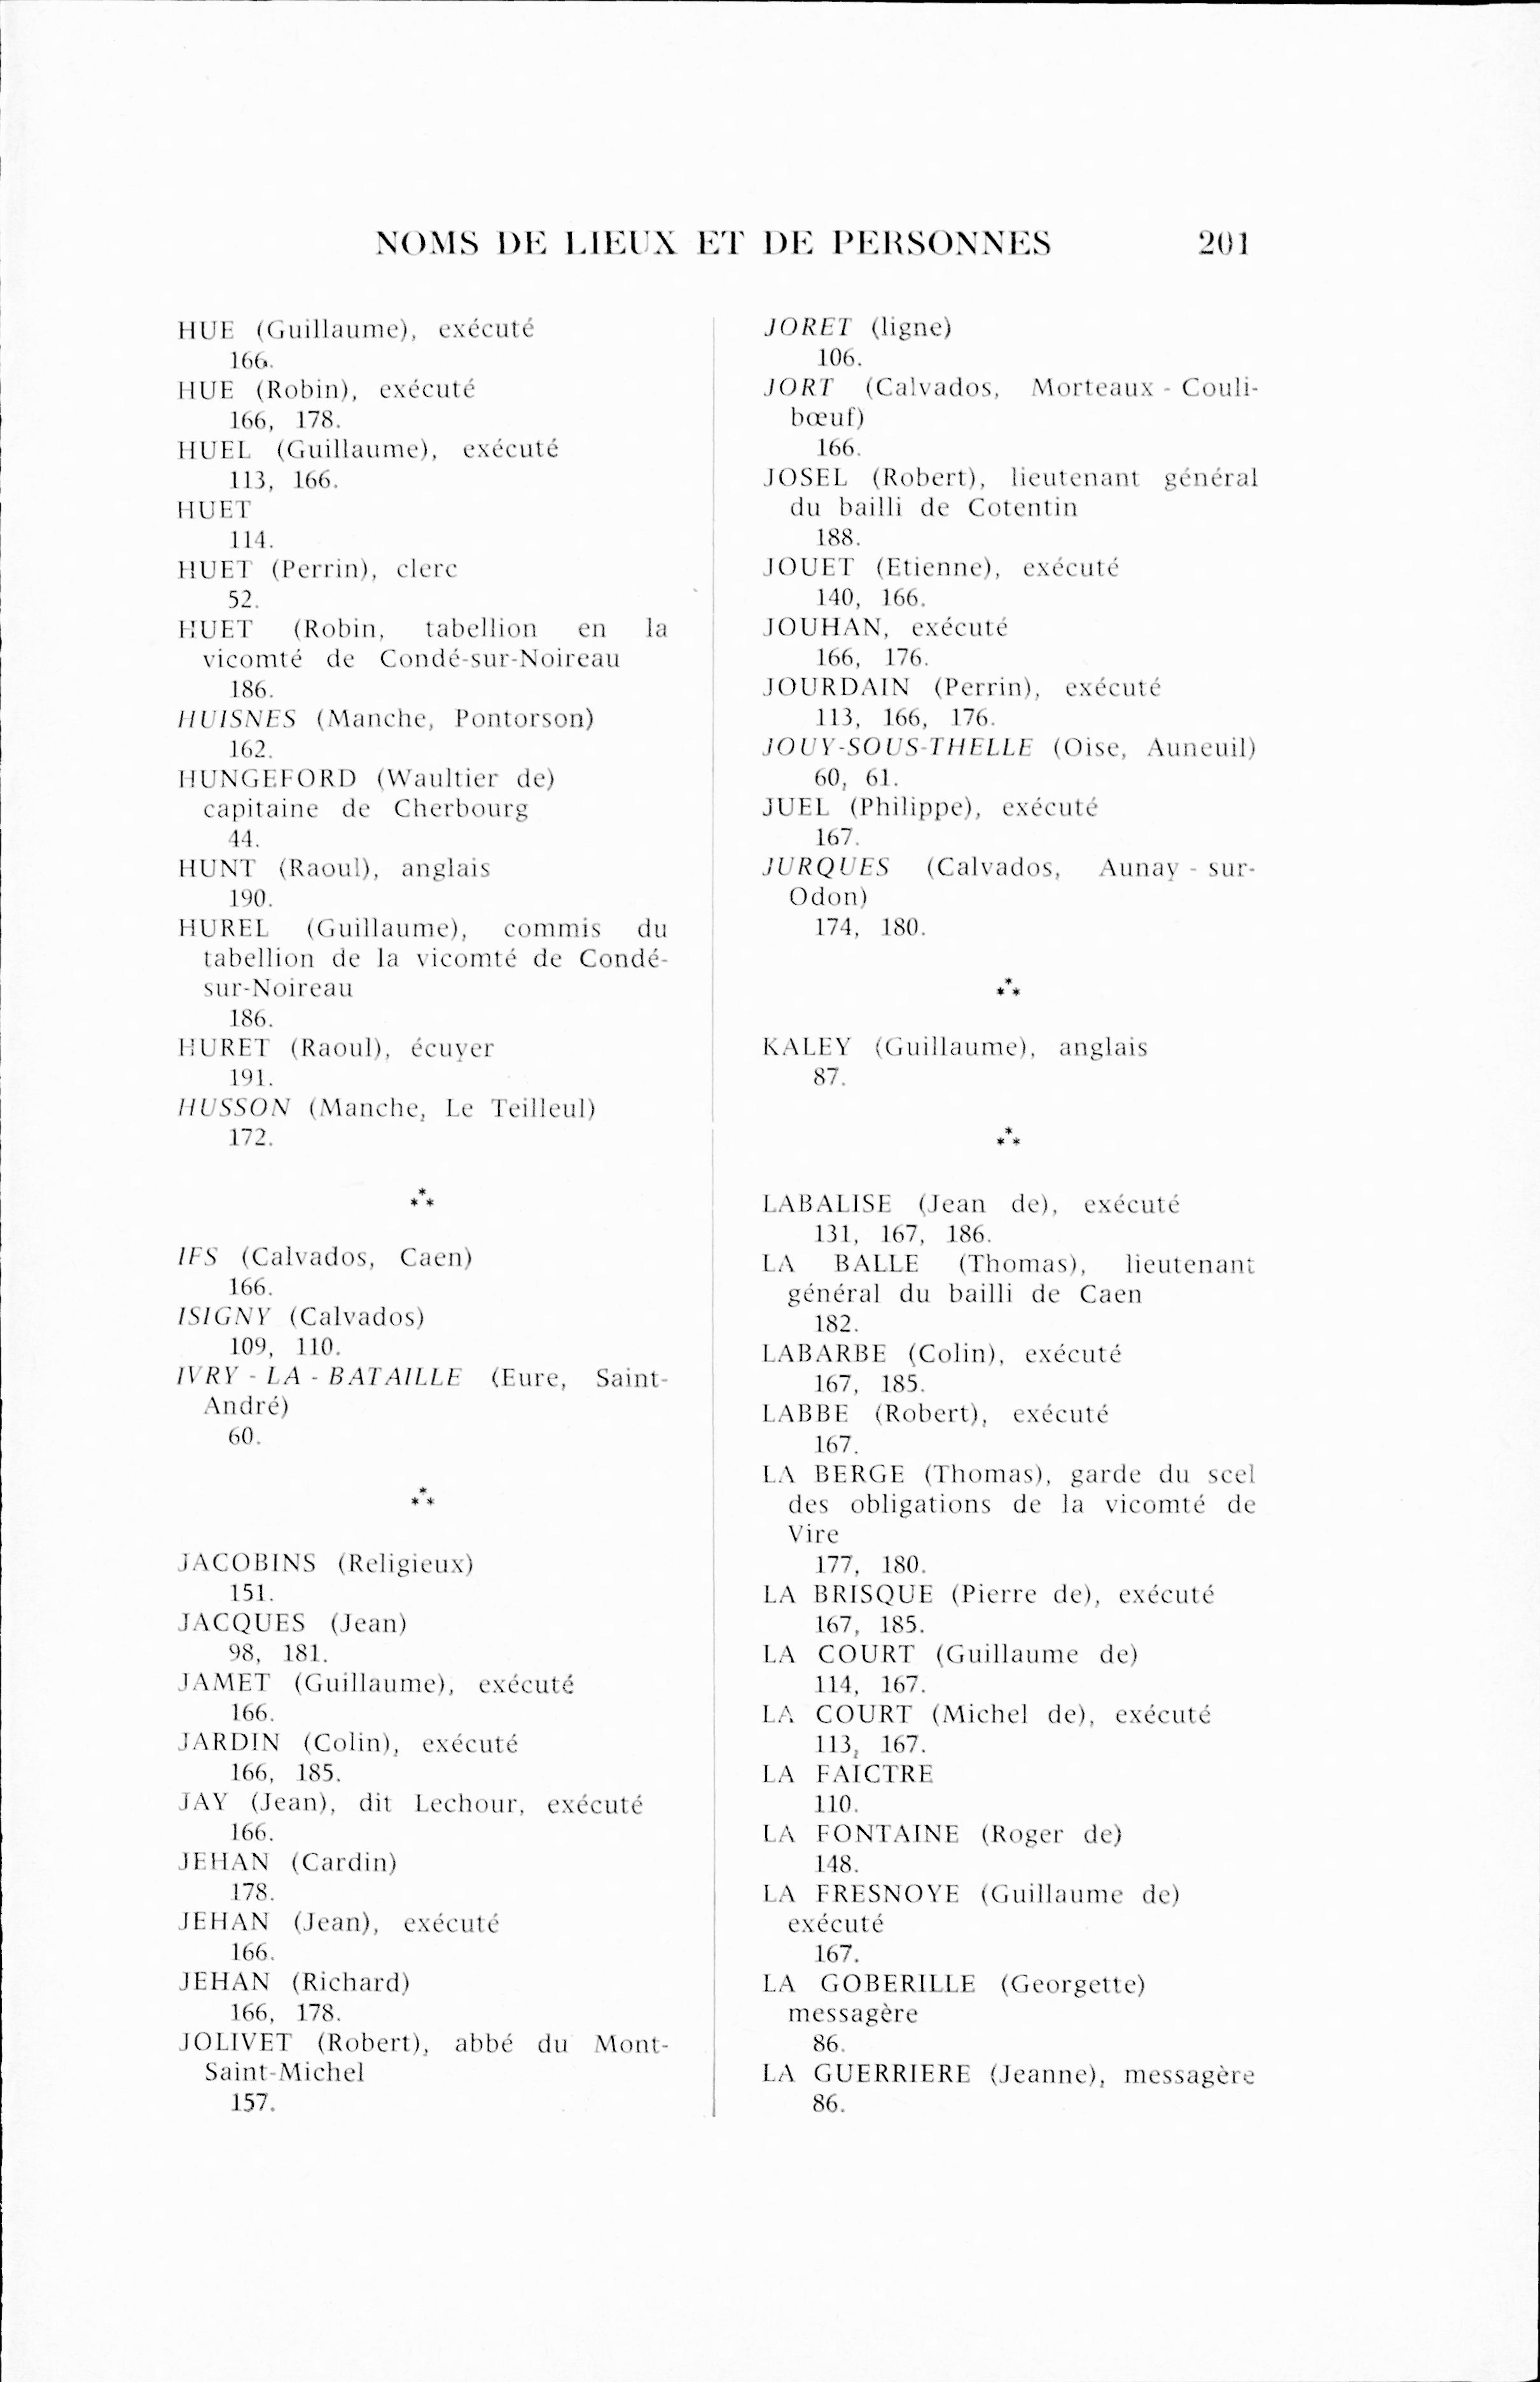 NOMS DE LIEUX ET DE PERSONNES 201
HUE (Guillaume), exécuté
166.
HUE (Robin), exécuté
166, 178.
HUEL (Guillaume), exécuté
113, 166.
HUET
114.
HUET (Perrin), clerc
52.
HUET (Robin, tabellion en la
vicomté de Condé-sur-Noireau
186.
HUISNES (Manche, Pontorson)
162.
HUNGEFORD (Waultier de)
capitaine de Cherbourg
44.
HUNT (Raoul), anglais
190.
HUREL (Guillaume), commis du
tabellion de la vicomté de Condé-
sur-Noireau
186.
HURET (Raoul), écuyer
191.
HUSSON (Manche, Le Teilleul)
172.
⁂
IFS (Calvados, Caen)
166.
ISIGNY (Calvados)
109, 110.
IVRY - LA - BATAILLE (Eure, Saint-
André)
60.
⁂
JACOBINS (Religieux)
151.
JACQUES (Jean)
98, 181.
JAMET (Guillaume), exécuté
166.
JARDIN (Colin), exécuté
166, 185.
JAY (Jean), dit Lechour, exécuté
166.
JEHAN (Cardin)
178.
JEHAN (Jean), exécuté
166.
JEHAN (Richard)
166, 178.
JOLIVET (Robert), abbé du Mont-
Saint-Michel
157.
JORET (ligne)
106.
JORT (Calvados, Morteaux - Couli-
bœuf)
166.
JOSEL (Robert), lieutenant général
du bailli de Cotentin
188.
JOUET (Etienne), exécuté
140, 166.
JOUHAN, exécuté
166, 176.
JOURDAIN (Perrin), exécuté
113, 166, 176.
JOUY-SOUS-THELLE (Oise, Auneuil)
60, 61.
JUEL (Philippe), exécuté
167.
JURQUES (Calvados, Aunay - sur-
Odon)
174, 180.
⁂
KALEY (Guillaume), anglais
87.
⁂
LABALISE (Jean de), exécuté
131, 167, 186.
LA BALLE (Thomas), lieutenant
général du bailli de Caen
182.
LABARBE (Colin), exécuté
167, 185.
LABBE (Robert), exécuté
167.
LA BERGE (Thomas), garde du scel
des obligations de la vicomté de
Vire
177, 180.
LA BRISQUE (Pierre de), exécuté
167, 185.
LA COURT (Guillaume de)
114, 167.
LA COURT (Michel de), exécuté
113, 167.
LA FAICTRE
110.
LA FONTAINE (Roger de)
148.
LA FRESNOYE (Guillaume de)
exécuté
167.
LA GOBERILLE (Georgette)
messagère
86.
LA GUERRIERE (Jeanne), messagère
86.